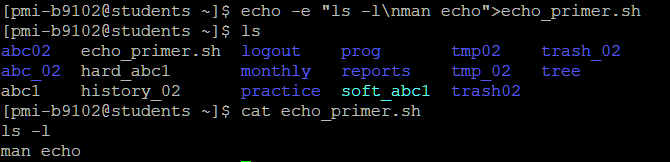 [pmi-b9102@students ~]$ echo -e "ls -l\nman echo">echo_primer.sh
[pmi-b9102@students ~]$ ls
abc02   echo_primer.sh  logout    prog       tmp02    trash_02
abc_02  hard_abc1       monthly   reports    tmp_02   tree
abc1    history_02      practice  soft_abc1  trash02
[pmi-b9102@students ~]$ cat echo_primer.sh
ls -l
man echo